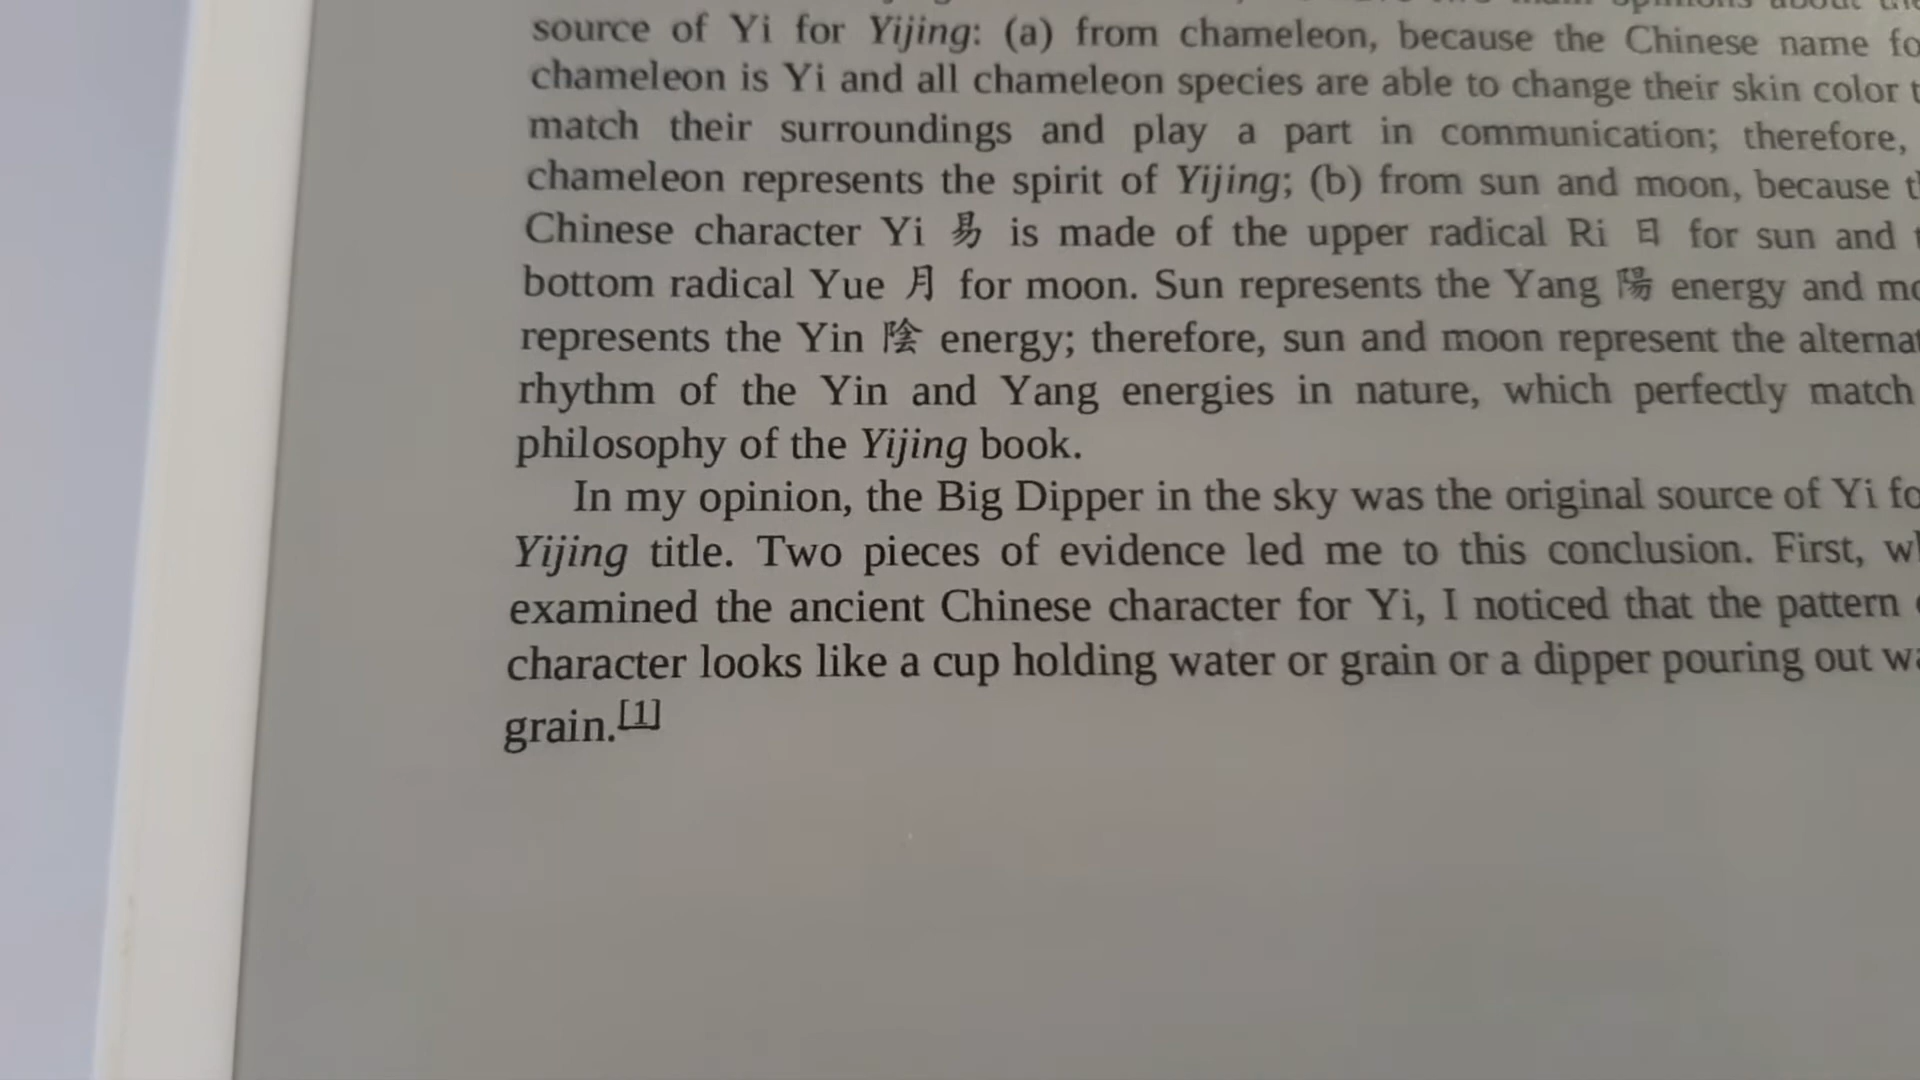 source of Yi for Yijing: (a) from chameleon, because the Chinese name
chameleon is Yi and all chameleon species are able to change their skin color
match their surroundings and play a part in communication; therefore,
chameleon represents the spirit of Yijing; (b) from sun and moon, because
Chinese character Yi 易 is made of the upper radical Ri 日 for sun and
bottom radical Yue 月 for moon. Sun represents the Yang 陽 energy and
represents the Yin 陰 energy; therefore, sun and moon represent the
rhythm of the Yin and Yang energies in nature, which perfectly match
philosophy of the Yijing book.
In my opinion, the Big Dipper in the sky was the original source of Yi
Yijing title. Two pieces of evidence led me to this conclusion. First,
examined the ancient Chinese character for Yi, I noticed that the pattern
character looks like a cup holding water or grain or a dipper pouring out
grain.[1]